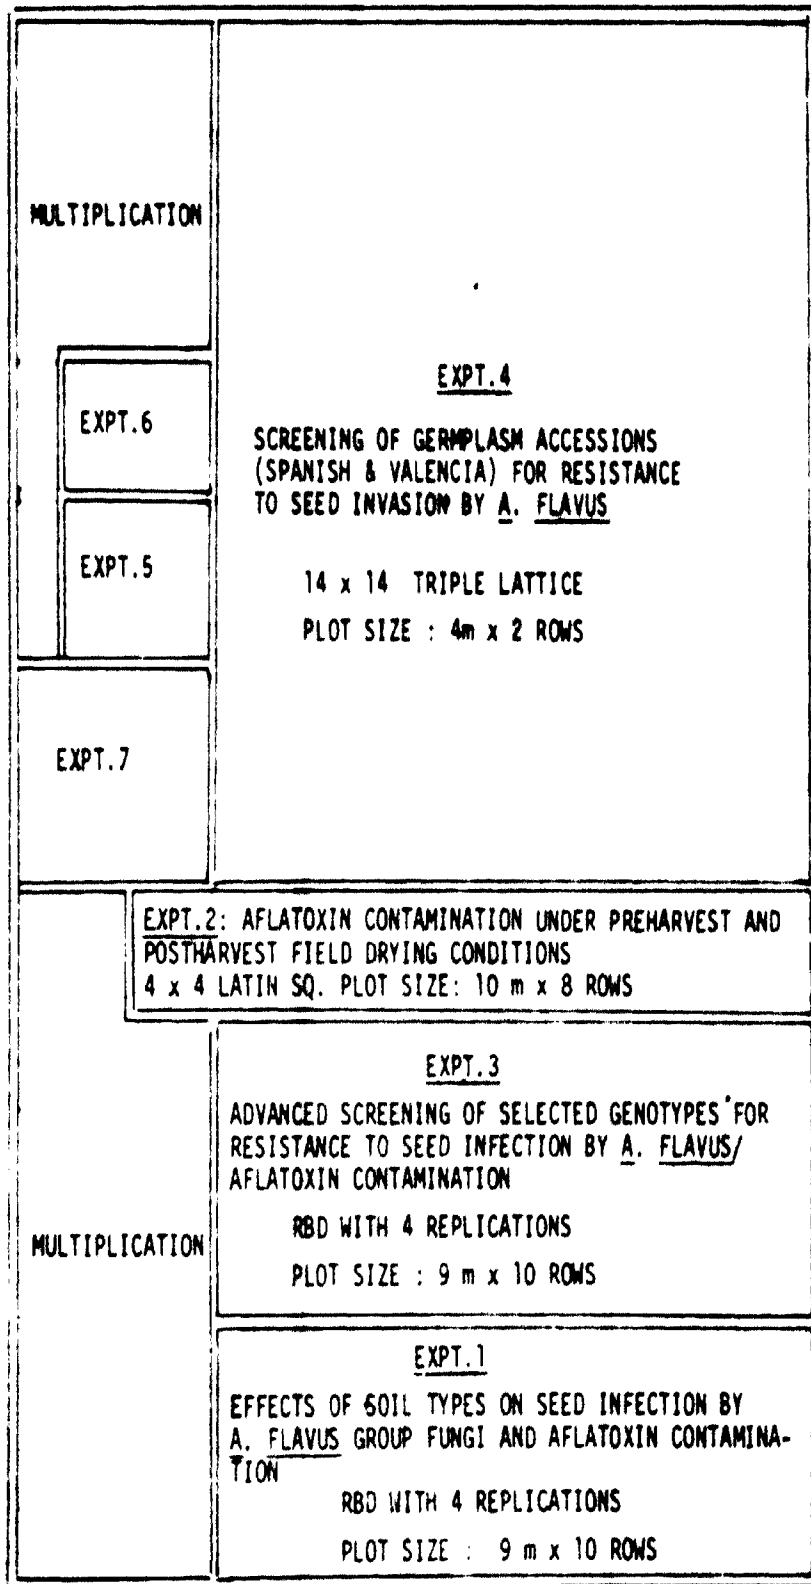 MULTIPLICATION
EXPT.6
EXPT.5
EXPT.7
EXPT.4
SCREENING OF GERMPLASM ACCESSIONS
(SPANISH & VALENCIA) FOR RESISTANCE
TO SEED INVASION BY A. FLAVUS
14 x 14 TRIPLE LATTICE
PLOT SIZE : 4m x 2 ROWS
EXPT.2: AFLATOXIN CONTAMINATION UNDER PREHARVEST AND
POSTHARVEST FIELD DRYING CONDITIONS
4 x 4 LATIN SQ. PLOT SIZE: 10 m x 8 ROWS
MULTIPLICATION
EXPT.3
ADVANCED SCREENING OF SELECTED GENOTYPES FOR
RESISTANCE TO SEED INFECTION BY A. FLAVUS/
AFLATOXIN CONTAMINATION
RBD WITH 4 REPLICATIONS
PLOT SIZE : 9 m x 10 ROWS
EXPT.1
EFFECTS OF SOIL TYPES ON SEED INFECTION BY
A. FLAVUS GROUP FUNGI AND AFLATOXIN CONTAMINA-
TION
RBD WITH 4 REPLICATIONS
PLOT SIZE : 9 m x 10 ROWS